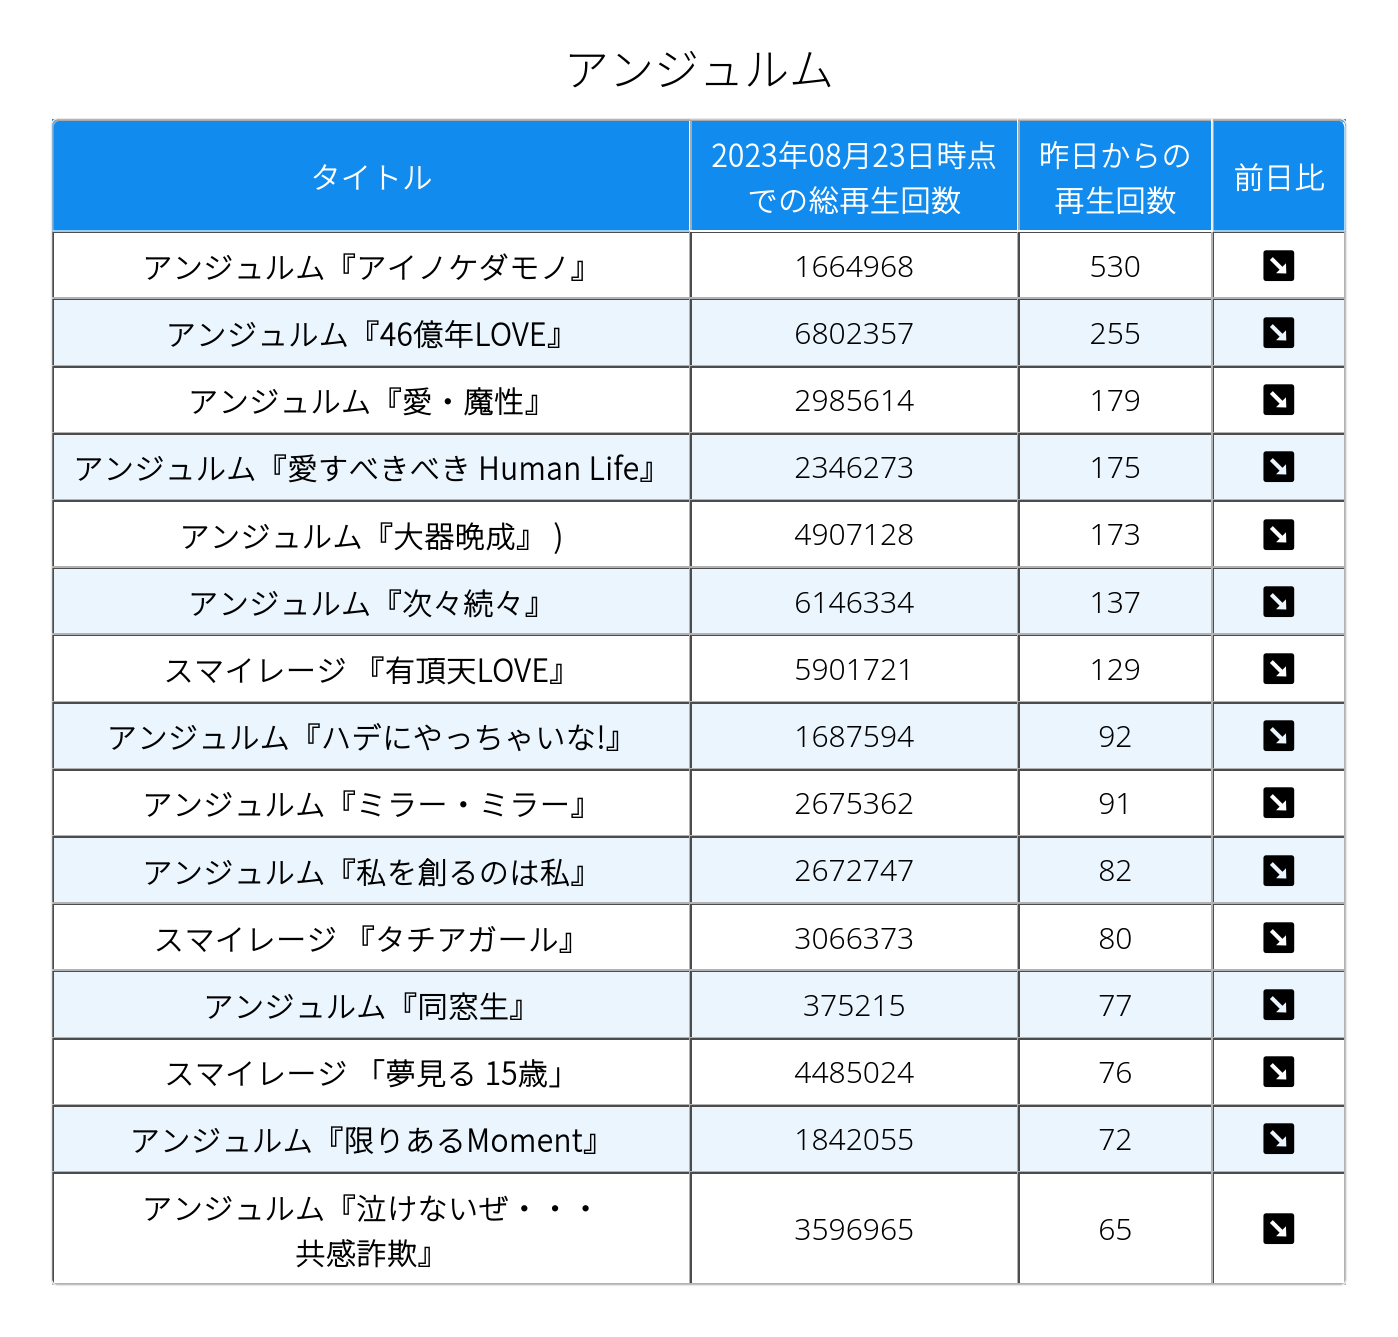 アンジュルム
タイトル
2023年08月23日時点
での総再生回数
昨日からの
再生回数
前日比
アンジュルム『アイノケダモノ』 1664968 530 ↘
アンジュルム『46億年LOVE』 6802357 255 ↘
アンジュルム『愛・魔性』 2985614 179 ↘
アンジュルム『愛すべきべき Human Life』 2346273 175 ↘
アンジュルム『大器晩成』 ) 4907128 173 ↘
アンジュルム『次々続々』 6146334 137 ↘
スマイレージ 『有頂天LOVE』 5901721 129 ↘
アンジュルム『ハデにやっちゃいな!』 1687594 92 ↘
アンジュルム『ミラー・ミラー』 2675362 91 ↘
アンジュルム『私を創るのは私』 2672747 82 ↘
スマイレージ 『タチアガール』 3066373 80 ↘
アンジュルム『同窓生』 375215 77 ↘
スマイレージ 「夢見る 15歳」 4485024 76 ↘
アンジュルム『限りあるMoment』 1842055 72 ↘
アンジュルム『泣けないぜ・・・
共感詐欺』 3596965 65 ↘